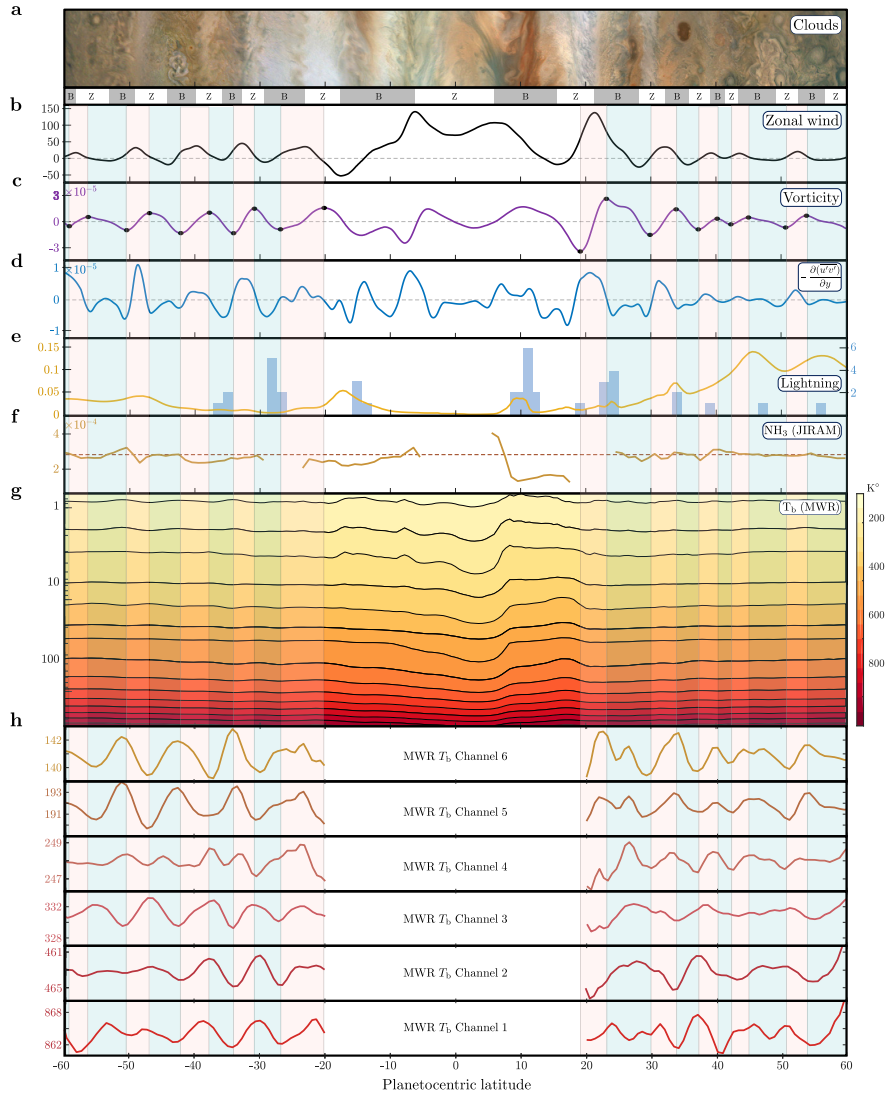 a
Clouds
B Z B Z B Z B Z B Z B Z B Z B Z B Z B Z B Z B Z
b
150
100
50
0
-50
Zonal wind
c
3 ×10⁻⁵
0
-3
Vorticity
d
1 ×10⁻⁵
0
-1
-∂(u'v')/∂y
e
0.15
0.1
0.05
0
6
4
2
Lightning
f
4 ×10⁻⁴
2
NH₃ (JIRAM)
g
1
10
100
T_b (MWR)
K°
200
400
600
800
h
142
140
MWR T_b Channel 6
193
191
MWR T_b Channel 5
249
247
MWR T_b Channel 4
332
328
MWR T_b Channel 3
461
465
MWR T_b Channel 2
868
862
MWR T_b Channel 1
-60 -50 -40 -30 -20 -10 0 10 20 30 40 50 60
Planetocentric latitude